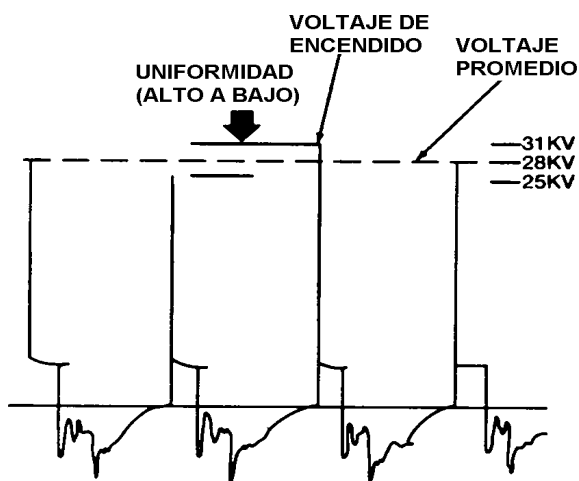 VOLTAJE DE
ENCENDIDO
VOLTAJE
PROMEDIO
UNIFORMIDAD
(ALTO A BAJO)
31KV
28KV
25KV